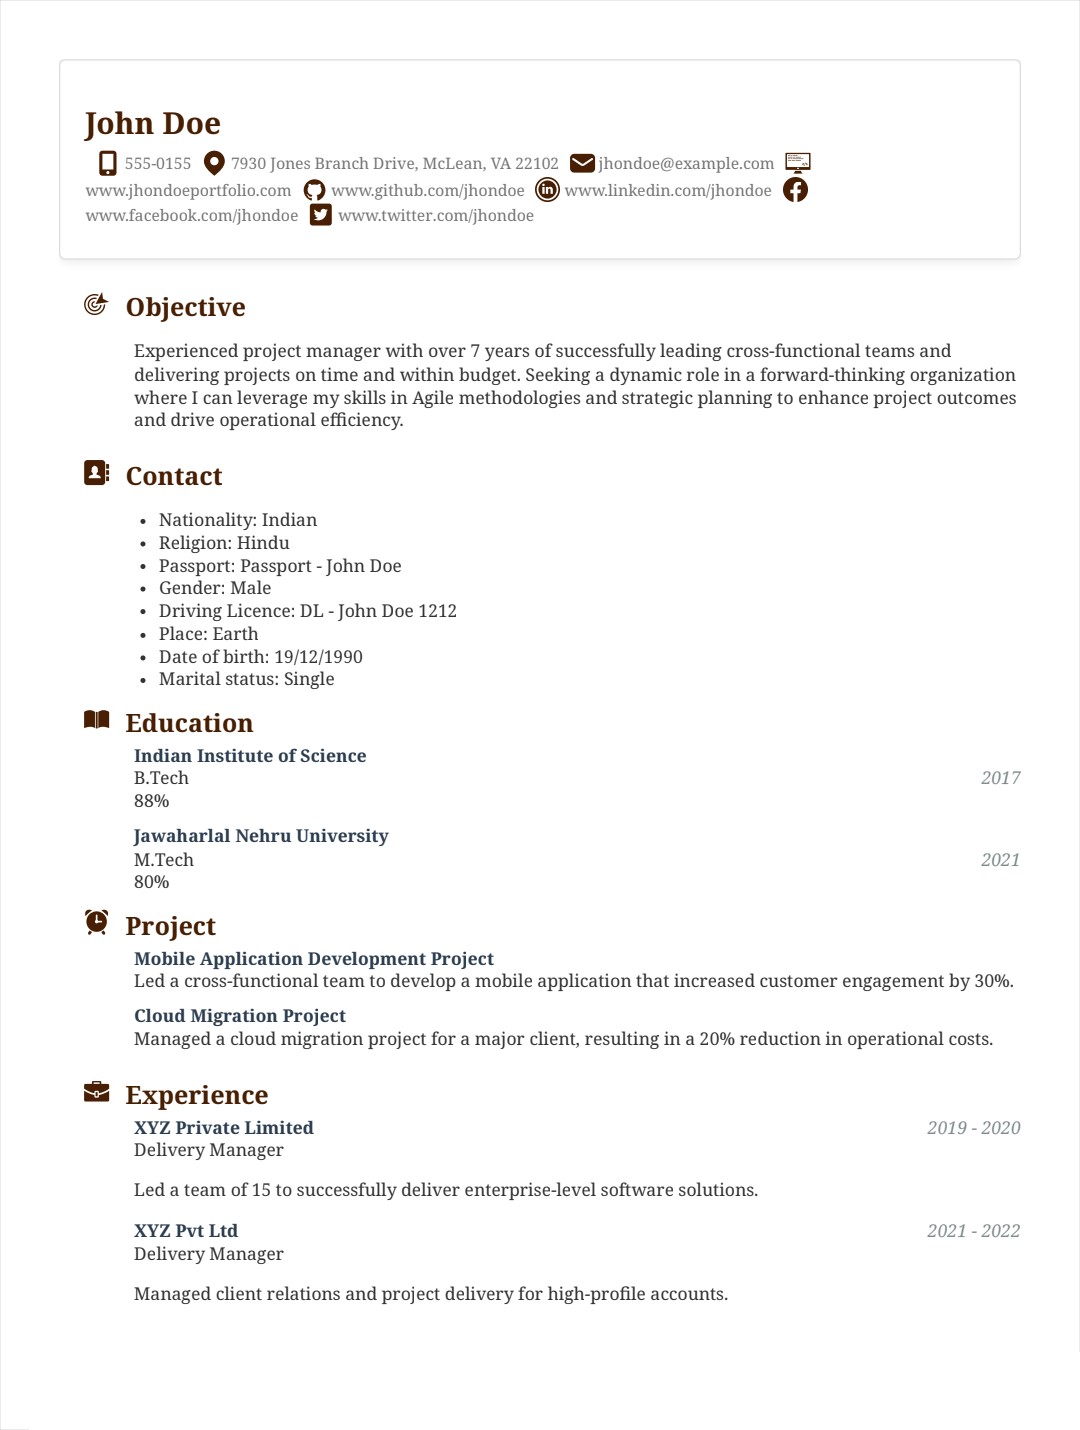 John Doe
555-0155 7930 Jones Branch Drive, McLean, VA 22102 jhondoe@example.com
www.jhondoeportfolio.com www.github.com/jhondoe www.linkedin.com/jhondoe
www.facebook.com/jhondoe www.twitter.com/jhondoe
Objective
Experienced project manager with over 7 years of successfully leading cross-functional teams and
delivering projects on time and within budget. Seeking a dynamic role in a forward-thinking organization
where I can leverage my skills in Agile methodologies and strategic planning to enhance project outcomes
and drive operational efficiency.
Contact
• Nationality: Indian
• Religion: Hindu
• Passport: Passport - John Doe
• Gender: Male
• Driving Licence: DL - John Doe 1212
• Place: Earth
• Date of birth: 19/12/1990
• Marital status: Single
Education
Indian Institute of Science
B.Tech 2017
88%
Jawaharlal Nehru University
M.Tech 2021
80%
Project
Mobile Application Development Project
Led a cross-functional team to develop a mobile application that increased customer engagement by 30%.
Cloud Migration Project
Managed a cloud migration project for a major client, resulting in a 20% reduction in operational costs.
Experience
XYZ Private Limited 2019 - 2020
Delivery Manager
Led a team of 15 to successfully deliver enterprise-level software solutions.
XYZ Pvt Ltd 2021 - 2022
Delivery Manager
Managed client relations and project delivery for high-profile accounts.